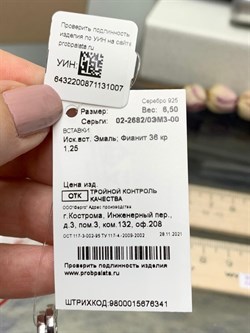 Проверить подлинность
изделия по УИН на сайте
probpalata.ru
УИН:
6432200871131007
Серебро 925
Размер: Вес: 6,50
Серьги: 02-2682/03М3-00
ВСТАВКИ
Иск.вст. Эмаль; Фианит 36 кр
1,25
Цена изд.
ОТК ТРОЙНОЙ КОНТРОЛЬ
КАЧЕСТВА
Адрес производства
г.Кострома, Инженерный пер.,
д.3, пом.3, ком.132, оф.208
28.11.2021
Проверить подлинность изделия
www.probpalata.ru
ШТРИХКОД:9800015676341